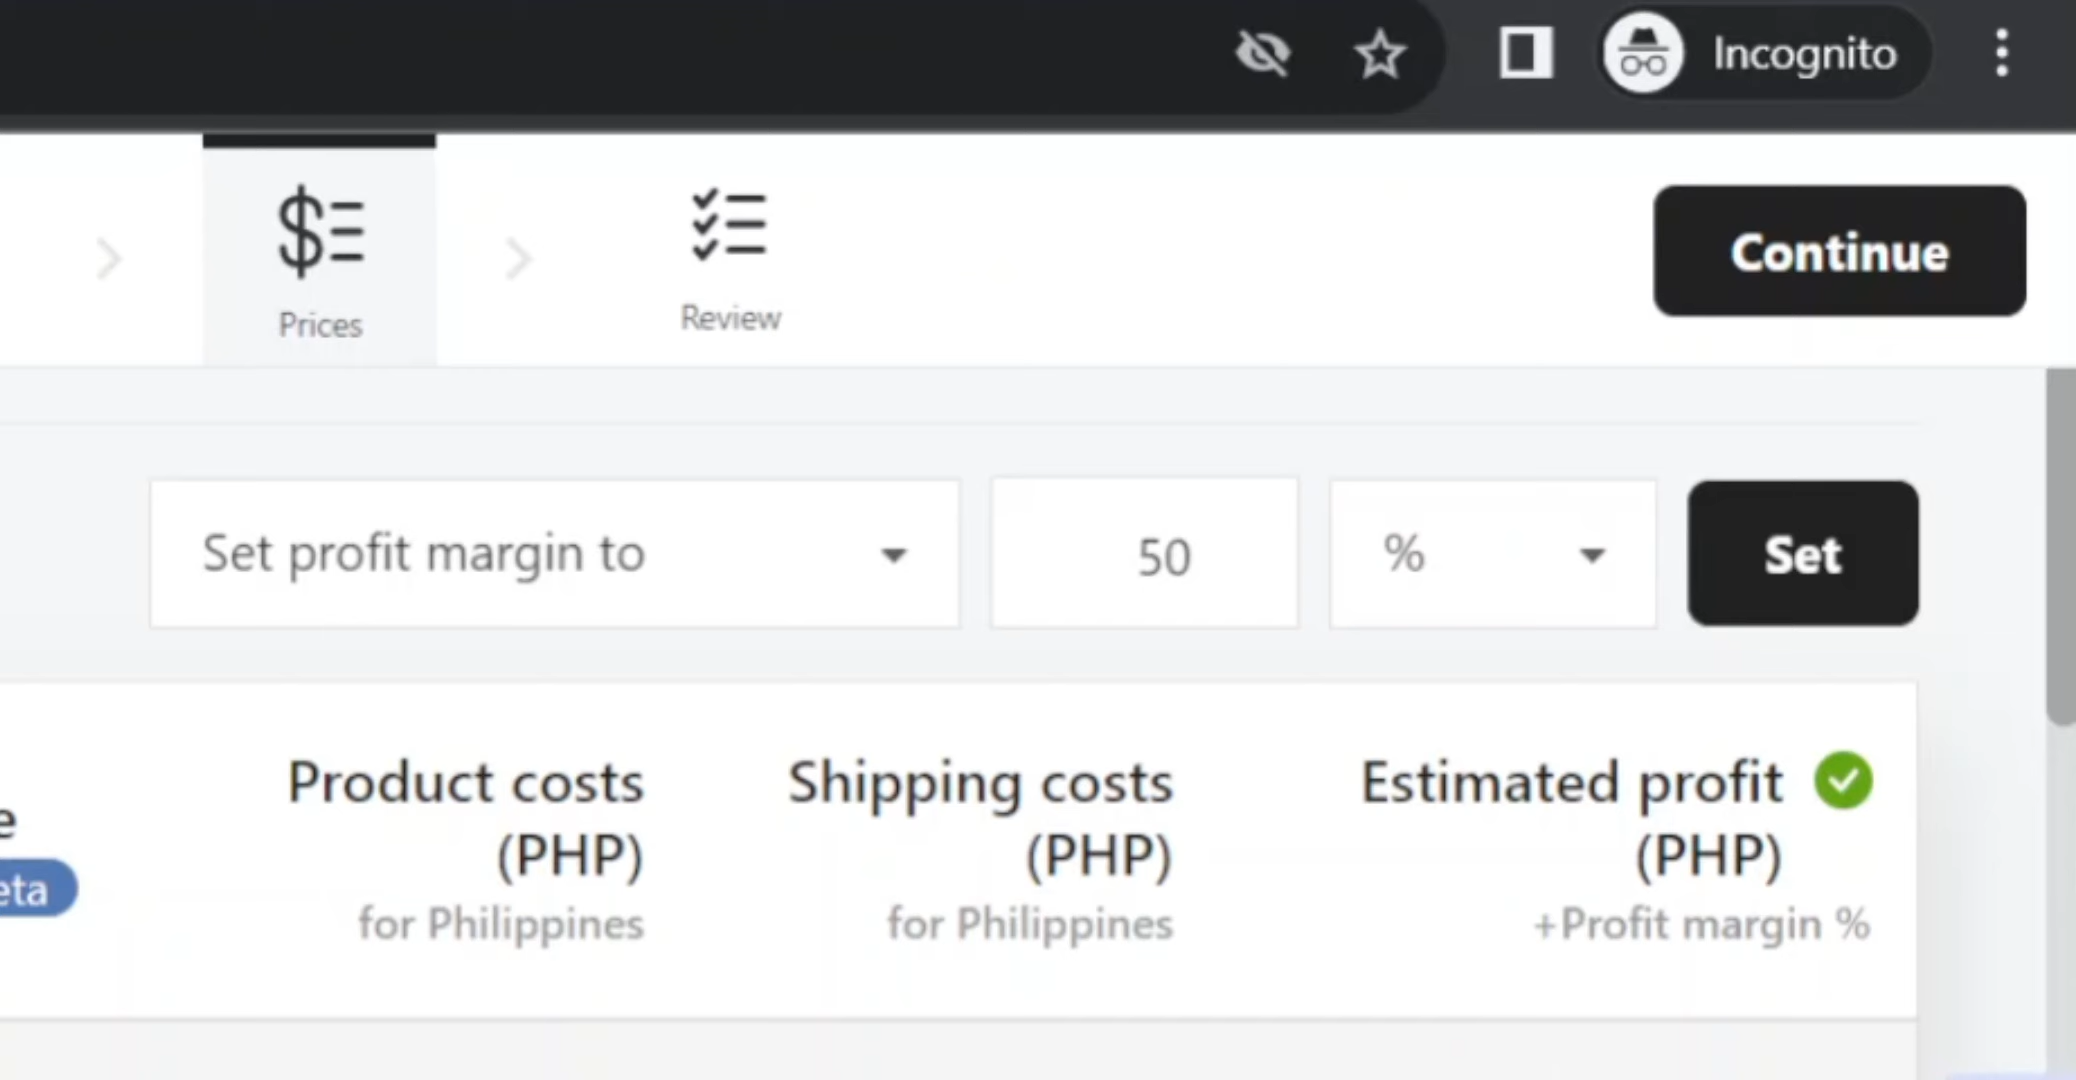 Incognito
Prices
Review
Continue
Set profit margin to
50
%
Set
Product costs
(PHP)
for Philippines
Shipping costs
(PHP)
for Philippines
Estimated profit
(PHP)
+Profit margin %
e
eta